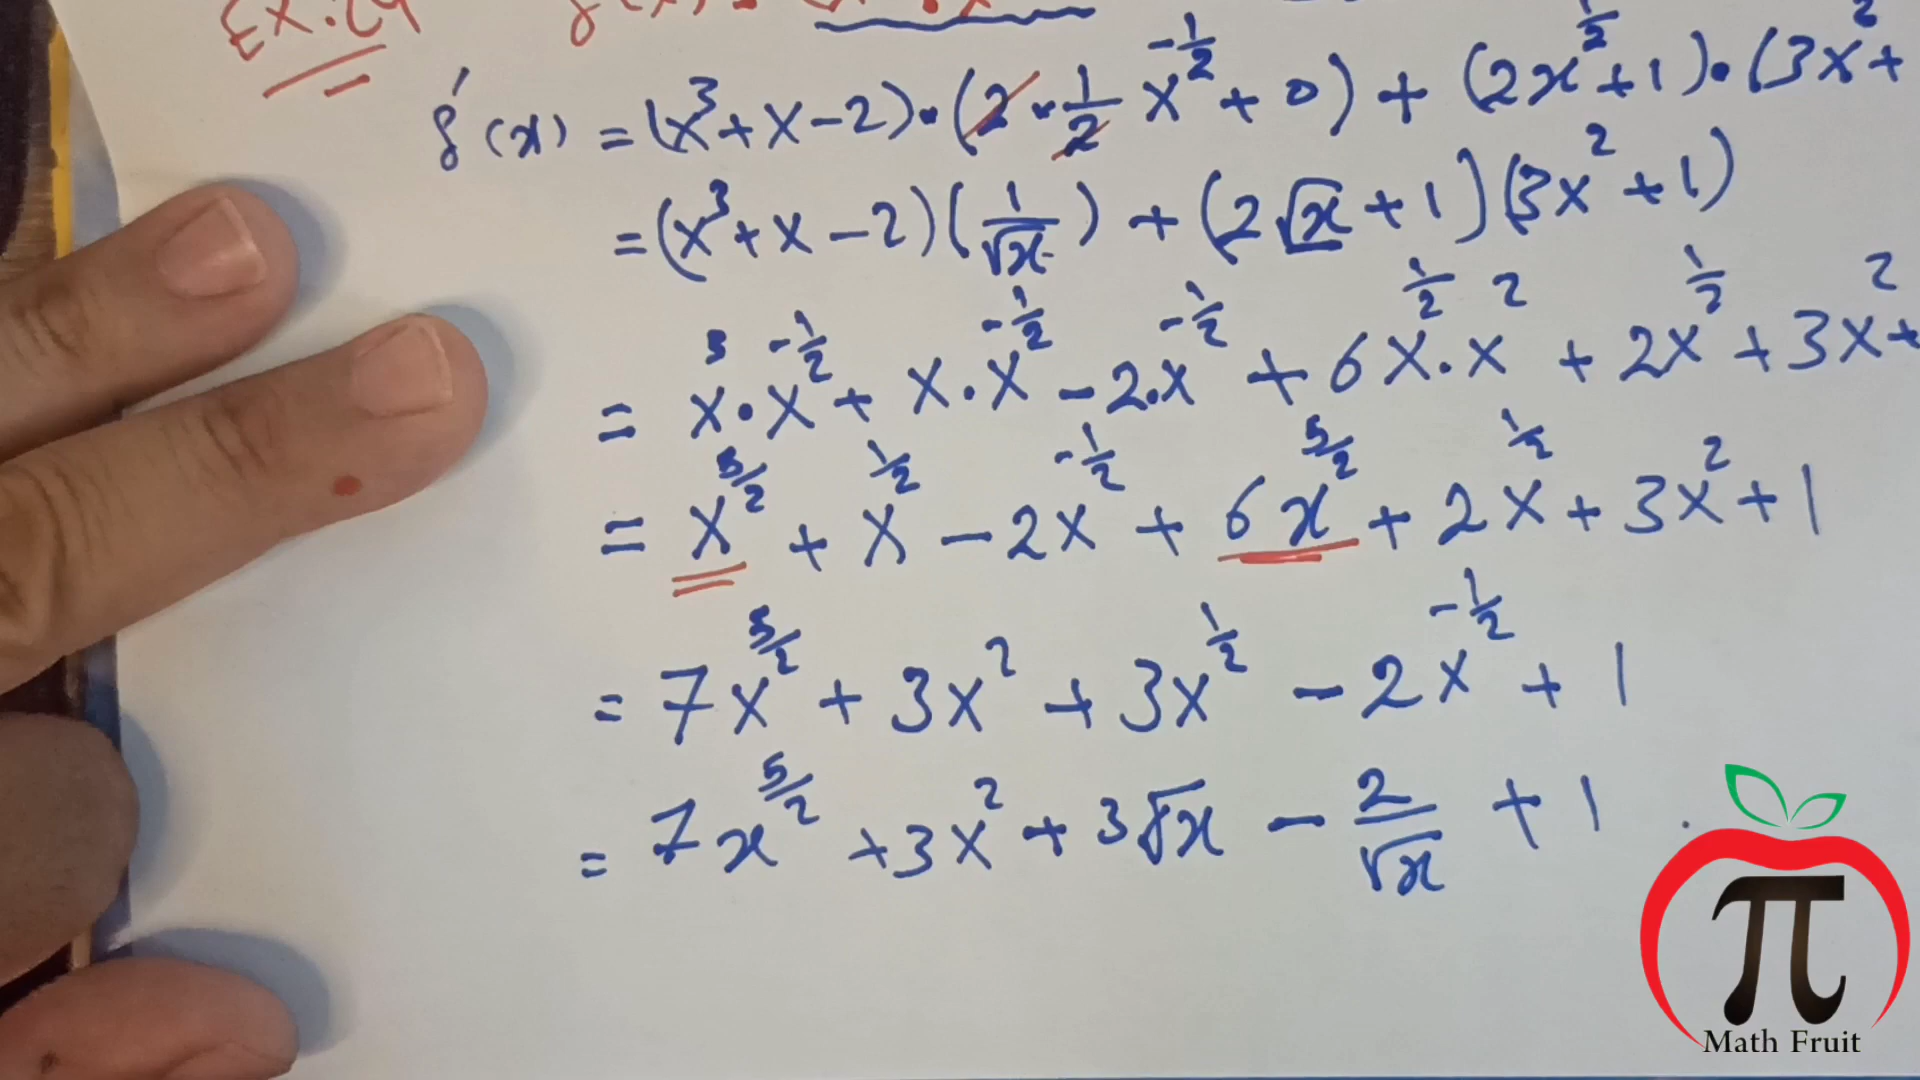 Ex.
f'(x) = (x³ + x - 2)·(2·1/2 x^(-1/2) + 0) + (2x^(1/2) + 1)·(3x² +
= (x³ + x - 2)(1/√x) + (2√x + 1)(3x² + 1)
= x³·x^(-1/2) + x·x^(-1/2) - 2·x^(-1/2) + 6x^(1/2)·x² + 2x^(1/2) + 3x² +
= x^(5/2) + x^(1/2) - 2x^(-1/2) + 6x^(5/2) + 2x^(1/2) + 3x² + 1
= 7x^(5/2) + 3x² + 3x^(1/2) - 2x^(-1/2) + 1
= 7x^(5/2) + 3x² + 3√x - 2/√x + 1
π
Math Fruit